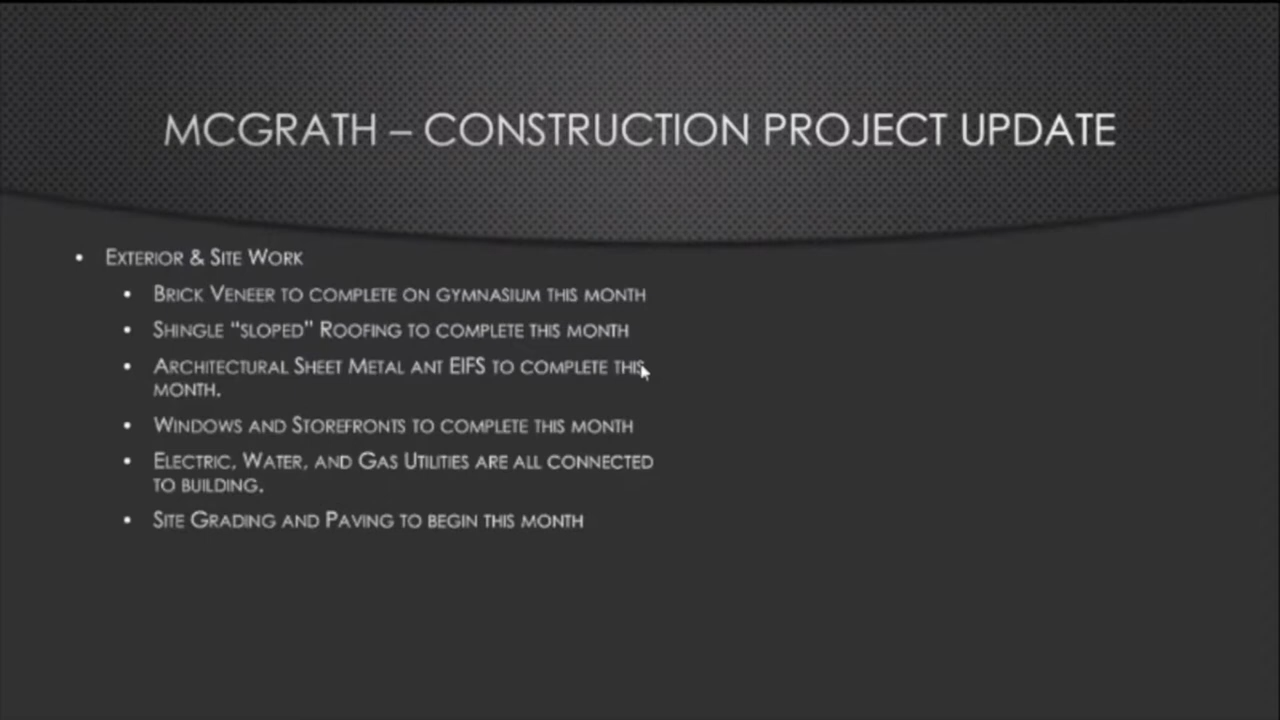 MCGRATH – CONSTRUCTION PROJECT UPDATE
• EXTERIOR & SITE WORK
• BRICK VENEER TO COMPLETE ON GYMNASIUM THIS MONTH
• SHINGLE “SLOPED” ROOFING TO COMPLETE THIS MONTH
• ARCHITECTURAL SHEET METAL ANT EIFS TO COMPLETE THIS
MONTH.
• WINDOWS AND STOREFRONTS TO COMPLETE THIS MONTH
• ELECTRIC, WATER, AND GAS UTILITIES ARE ALL CONNECTED
TO BUILDING.
• SITE GRADING AND PAVING TO BEGIN THIS MONTH